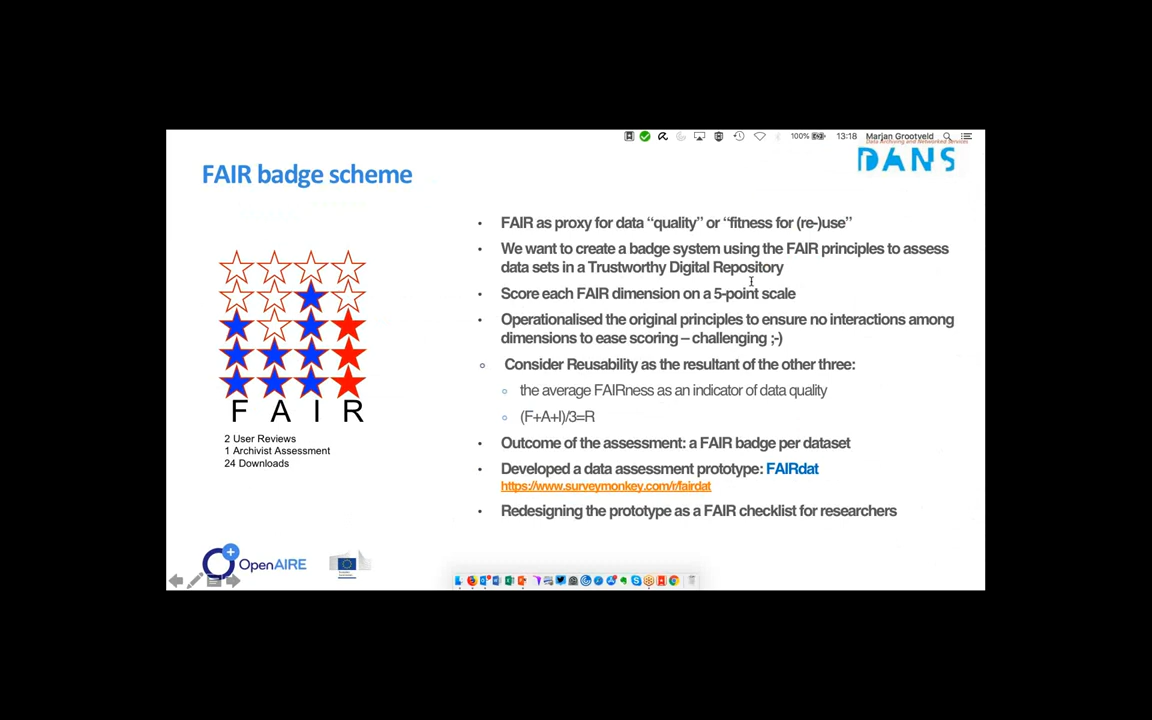 100% 13:18 Marjan Grootveld
Data Archiving and Networked Services
DANS
FAIR badge scheme
F A I R
2 User Reviews
1 Archivist Assessment
24 Downloads
• FAIR as proxy for data “quality” or “fitness for (re-)use”
• We want to create a badge system using the FAIR principles to assess
data sets in a Trustworthy Digital Repository
• Score each FAIR dimension on a 5-point scale
• Operationalised the original principles to ensure no interactions among
dimensions to ease scoring – challenging ;-)
○ Consider Reusability as the resultant of the other three:
○ the average FAIRness as an indicator of data quality
○ (F+A+I)/3=R
• Outcome of the assessment: a FAIR badge per dataset
• Developed a data assessment prototype: FAIRdat
https://www.surveymonkey.com/r/fairdat
• Redesigning the prototype as a FAIR checklist for researchers
OpenAIRE